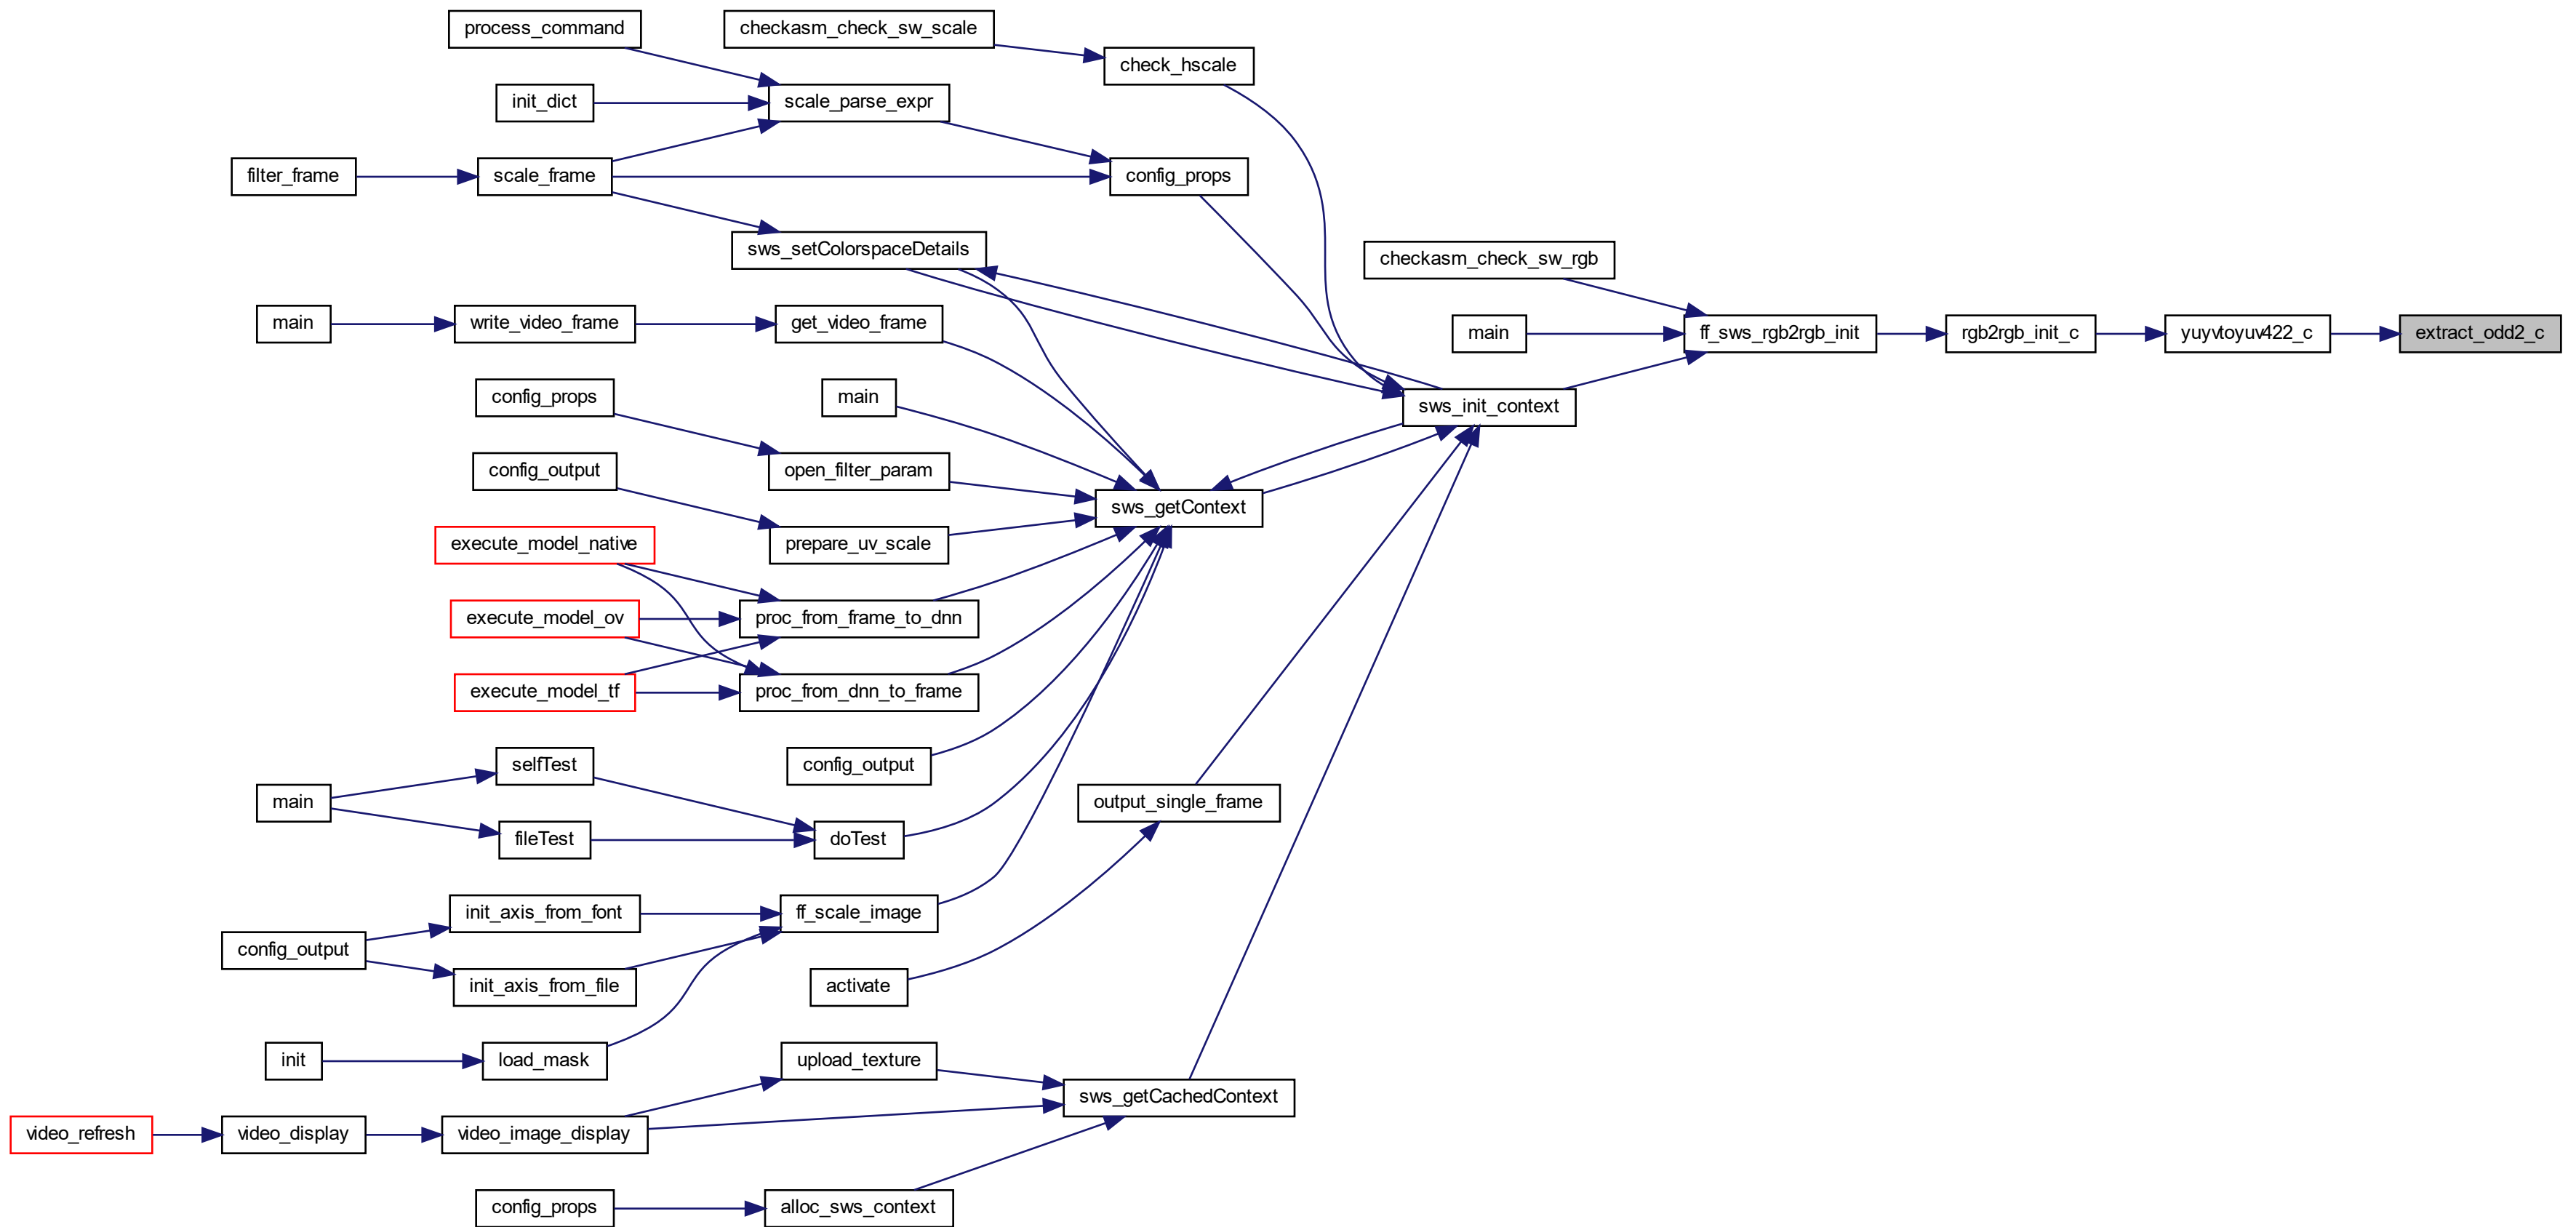 process_command
checkasm_check_sw_scale
check_hscale
init_dict
scale_parse_expr
filter_frame
scale_frame
config_props
sws_setColorspaceDetails
checkasm_check_sw_rgb
main
write_video_frame
get_video_frame
main
ff_sws_rgb2rgb_init
rgb2rgb_init_c
yuyvtoyuv422_c
extract_odd2_c
config_props
main
sws_init_context
config_output
open_filter_param
sws_getContext
execute_model_native
prepare_uv_scale
execute_model_ov
proc_from_frame_to_dnn
execute_model_tf
proc_from_dnn_to_frame
selfTest
config_output
main
output_single_frame
fileTest
doTest
init_axis_from_font
ff_scale_image
config_output
init_axis_from_file
activate
init
load_mask
upload_texture
sws_getCachedContext
video_refresh
video_display
video_image_display
config_props
alloc_sws_context